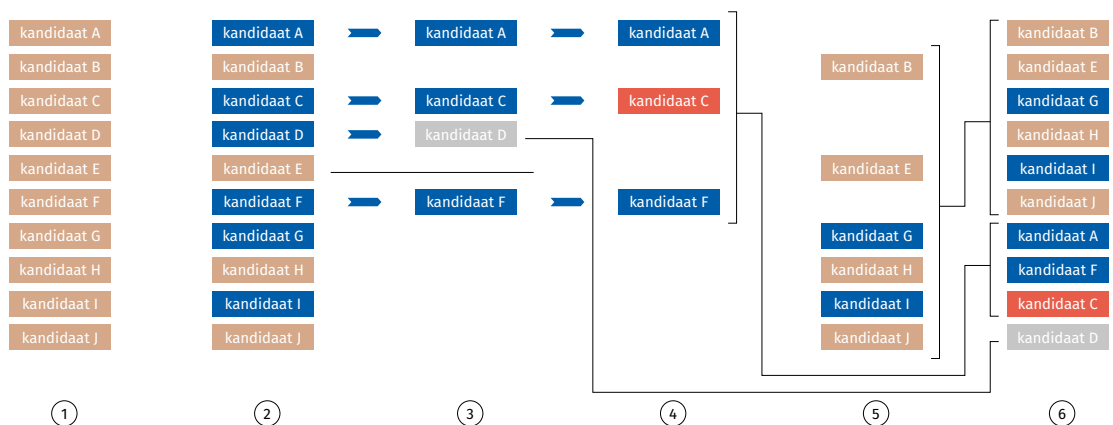 kandidaat A
kandidaat B
kandidaat C
kandidaat D
kandidaat E
kandidaat F
kandidaat G
kandidaat H
kandidaat I
kandidaat J
1
kandidaat A
kandidaat B
kandidaat C
kandidaat D
kandidaat E
kandidaat F
kandidaat G
kandidaat H
kandidaat I
kandidaat J
2
kandidaat A
kandidaat C
kandidaat D
kandidaat F
3
kandidaat A
kandidaat C
kandidaat F
4
kandidaat B
kandidaat E
kandidaat G
kandidaat H
kandidaat I
kandidaat J
5
kandidaat B
kandidaat E
kandidaat G
kandidaat H
kandidaat I
kandidaat J
kandidaat A
kandidaat F
kandidaat C
kandidaat D
6